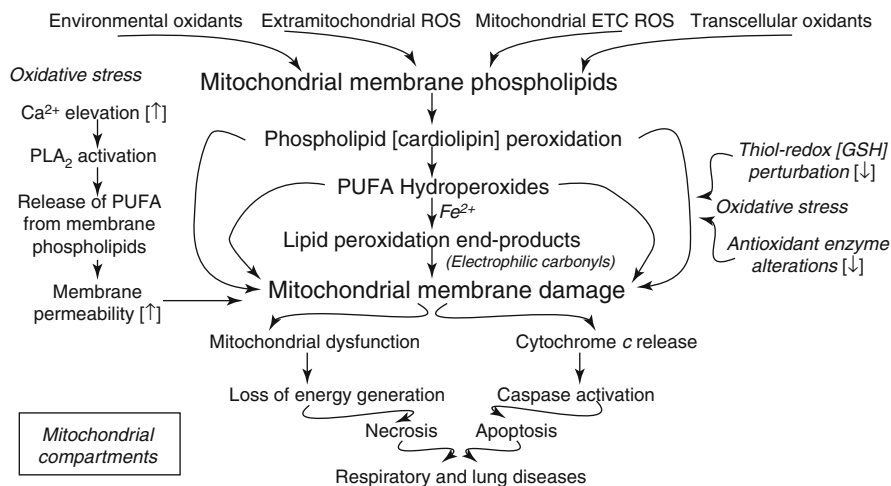 Environmental oxidants
Extramitochondrial ROS
Mitochondrial ETC ROS
Transcellular oxidants
Mitochondrial membrane phospholipids
Oxidative stress
Ca²⁺ elevation [↑]
PLA₂ activation
Release of PUFA
from membrane
phospholipids
Membrane
permeability [↑]
Phospholipid [cardiolipin] peroxidation
PUFA Hydroperoxides
Fe²⁺
Lipid peroxidation end-products
(Electrophilic carbonyls)
Mitochondrial membrane damage
Thiol-redox [GSH]
perturbation [↓]
Oxidative stress
Antioxidant enzyme
alterations [↓]
Mitochondrial dysfunction
Cytochrome c release
Loss of energy generation
Caspase activation
Necrosis
Apoptosis
Respiratory and lung diseases
Mitochondrial
compartments